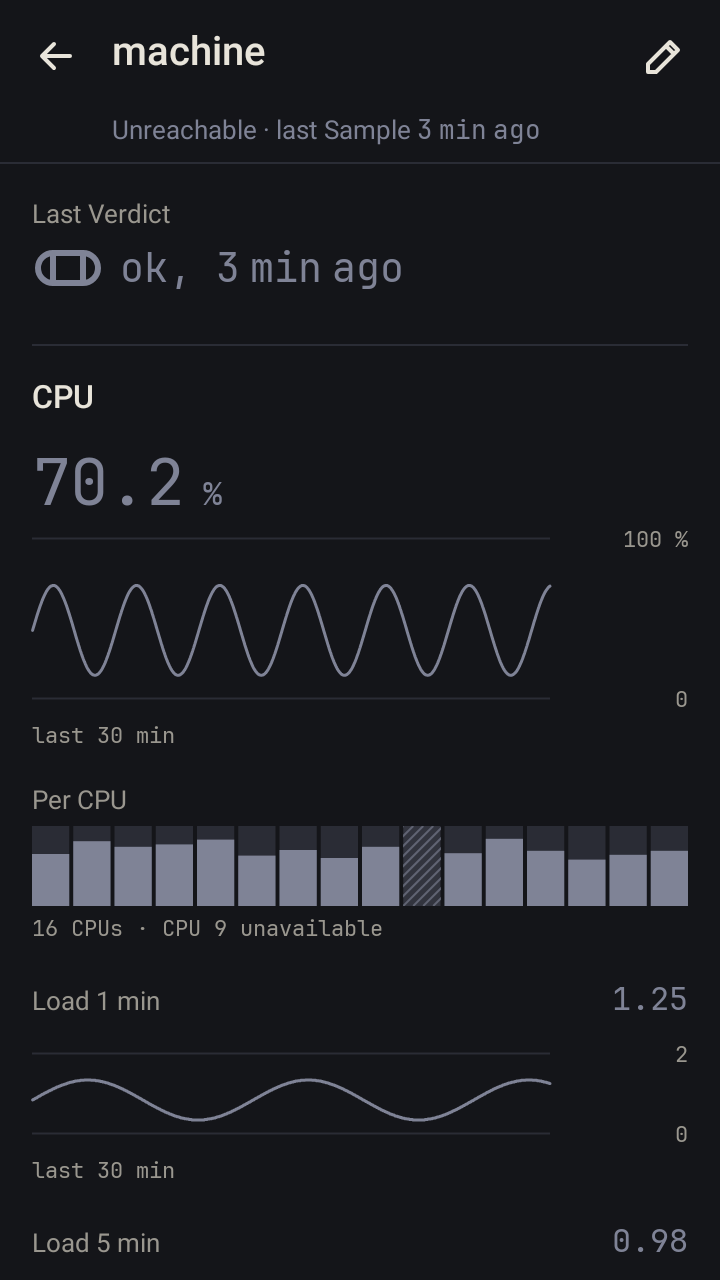 machine
Unreachable · last Sample 3 min ago
Last Verdict
ok, 3 min ago
CPU
70.2 %
100 %
0
last 30 min
Per CPU
16 CPUs · CPU 9 unavailable
Load 1 min 1.25
2
0
last 30 min
Load 5 min 0.98